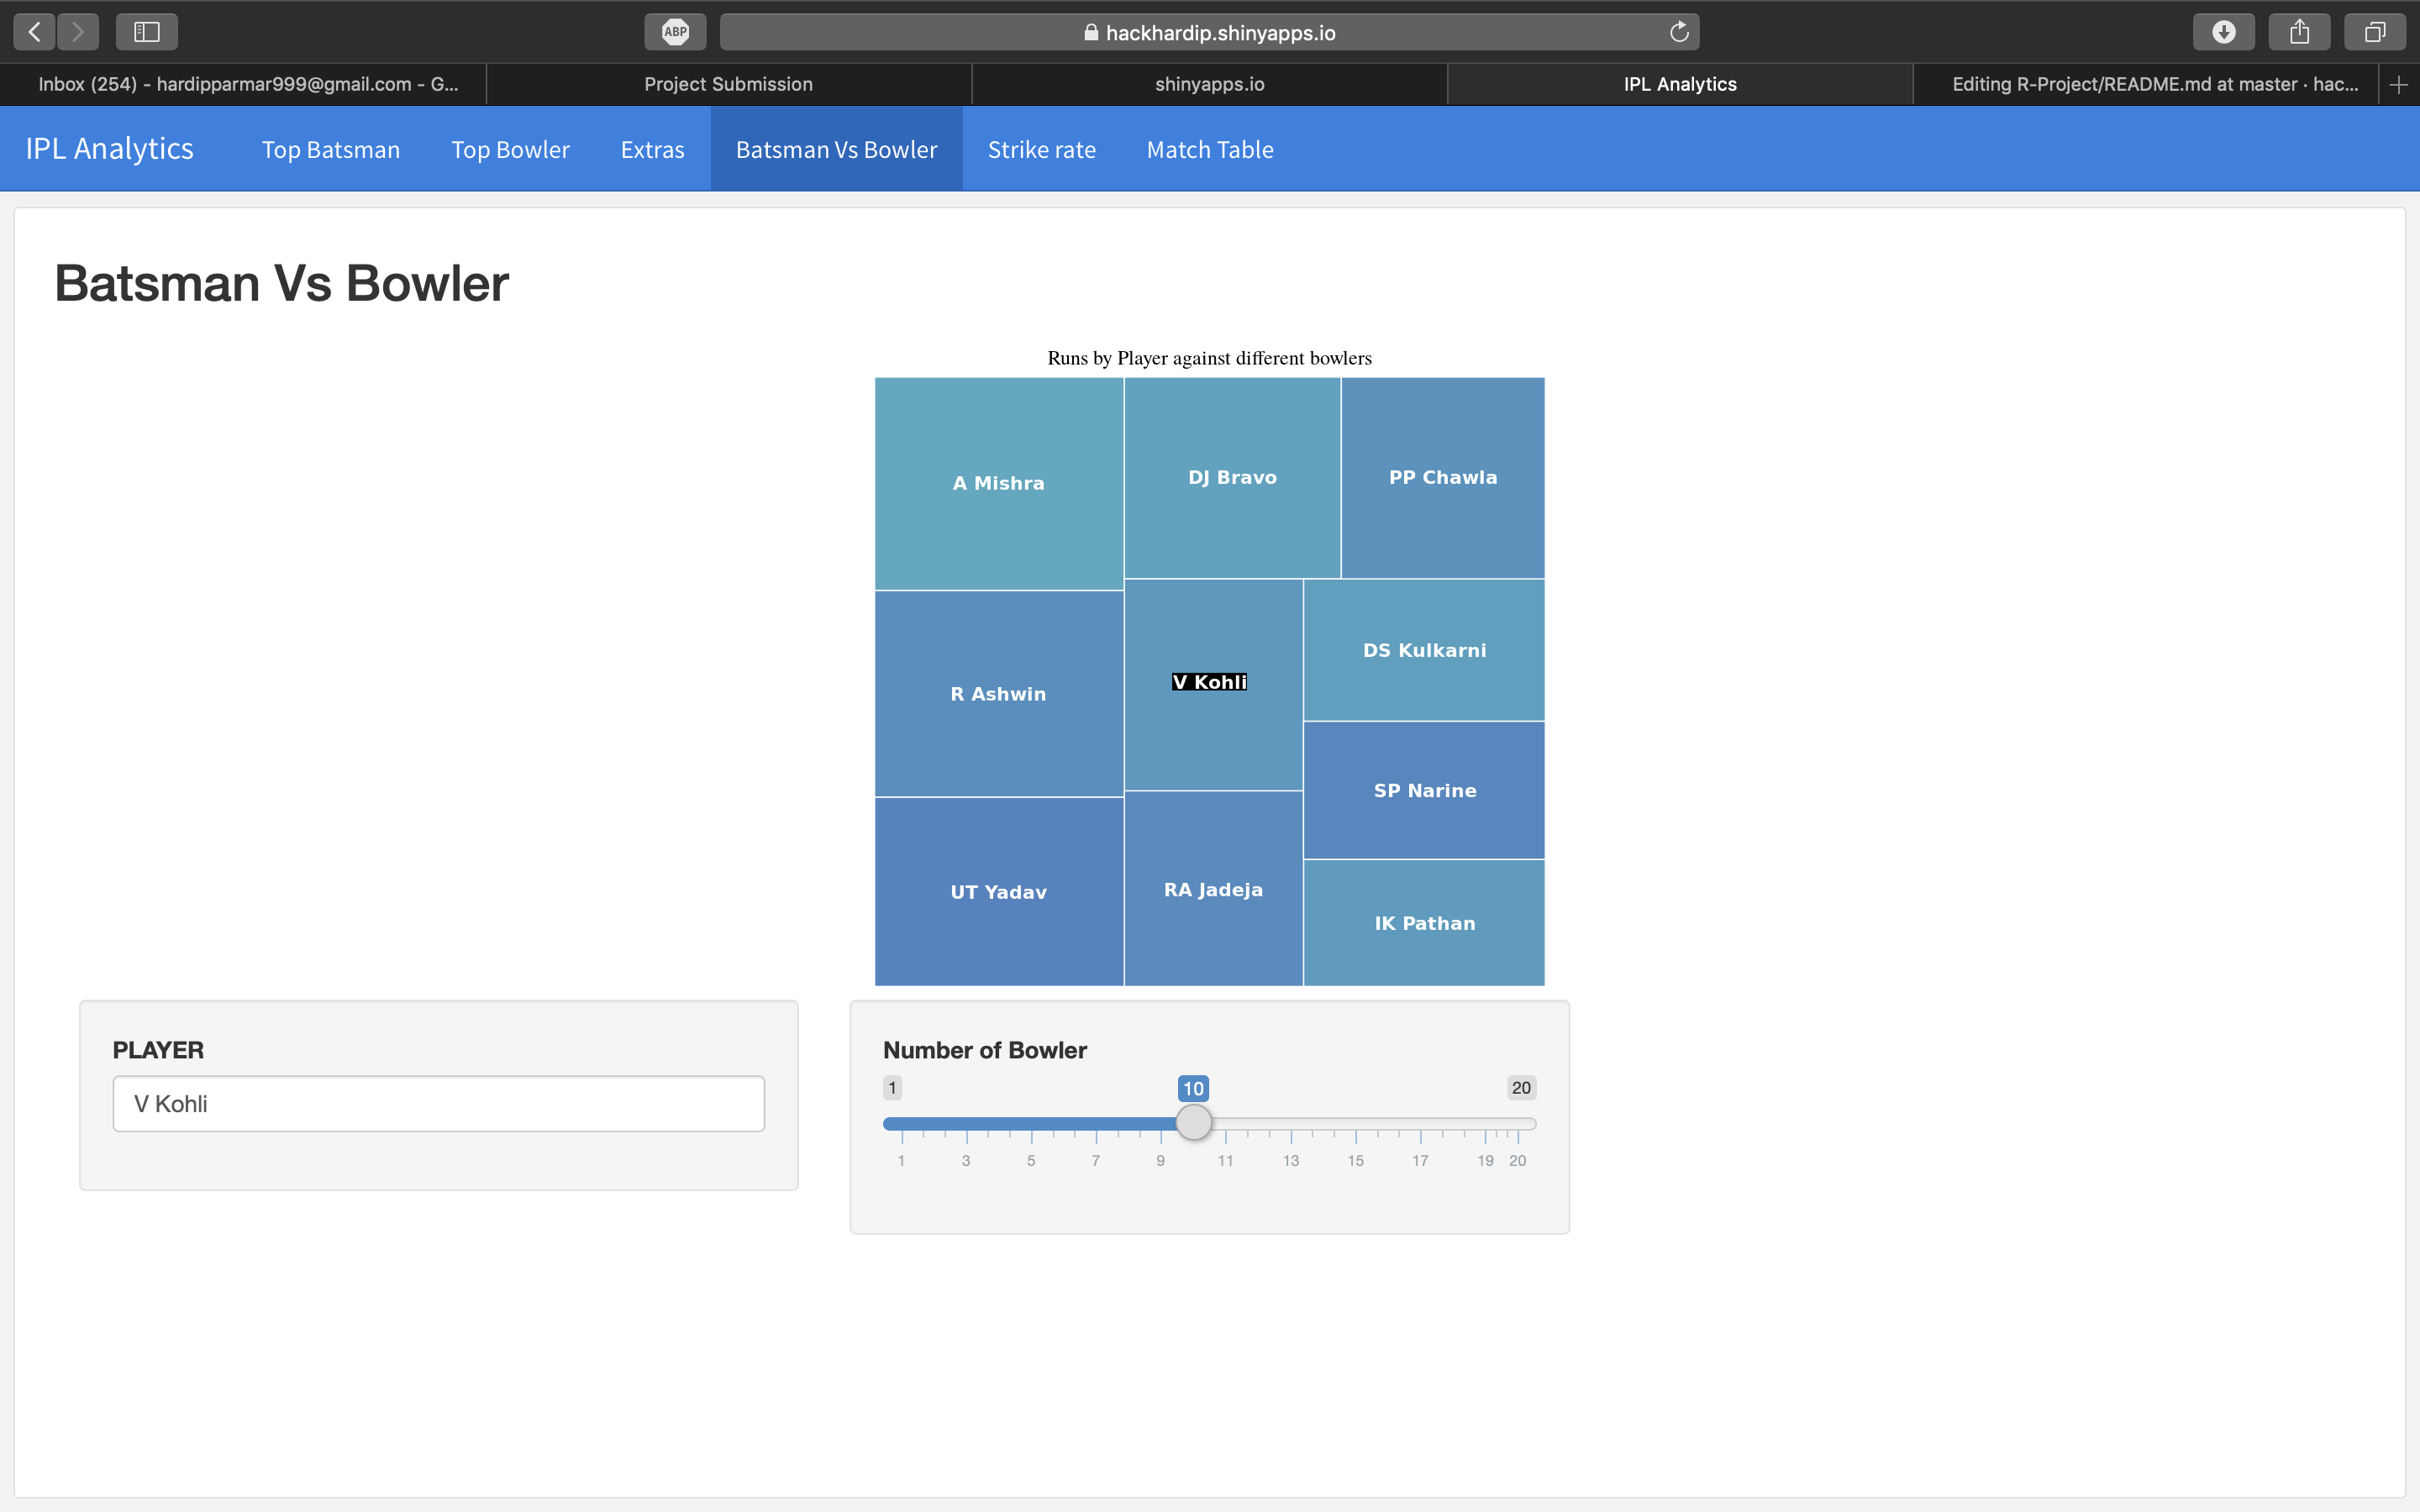 ABP
hackhardip.shinyapps.io
Inbox (254) - hardipparmar999@gmail.com - G...
Project Submission
shinyapps.io
IPL Analytics
Editing R-Project/README.md at master · hac...
IPL Analytics
Top Batsman
Top Bowler
Extras
Batsman Vs Bowler
Strike rate
Match Table
Batsman Vs Bowler
Runs by Player against different bowlers
A Mishra
DJ Bravo
PP Chawla
R Ashwin
V Kohli
DS Kulkarni
SP Narine
UT Yadav
RA Jadeja
IK Pathan
PLAYER
V Kohli
Number of Bowler
1 10 20
1 3 5 7 9 11 13 15 17 19 20